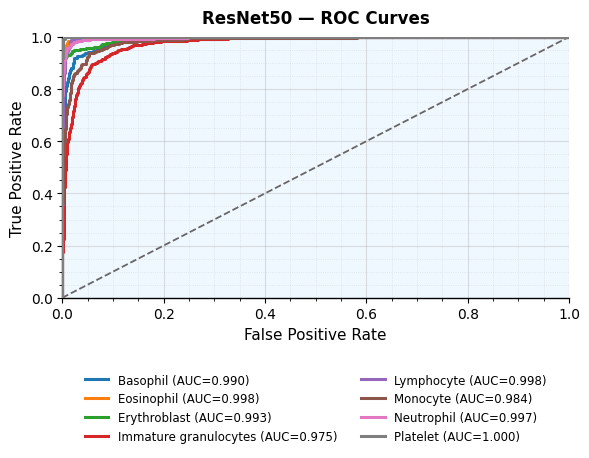 ResNet50 — ROC Curves
True Positive Rate
1.0
0.8
0.6
0.4
0.2
0.0
0.0 0.2 0.4 0.6 0.8 1.0
False Positive Rate
Basophil (AUC=0.990)
Eosinophil (AUC=0.998)
Erythroblast (AUC=0.993)
Immature granulocytes (AUC=0.975)
Lymphocyte (AUC=0.998)
Monocyte (AUC=0.984)
Neutrophil (AUC=0.997)
Platelet (AUC=1.000)